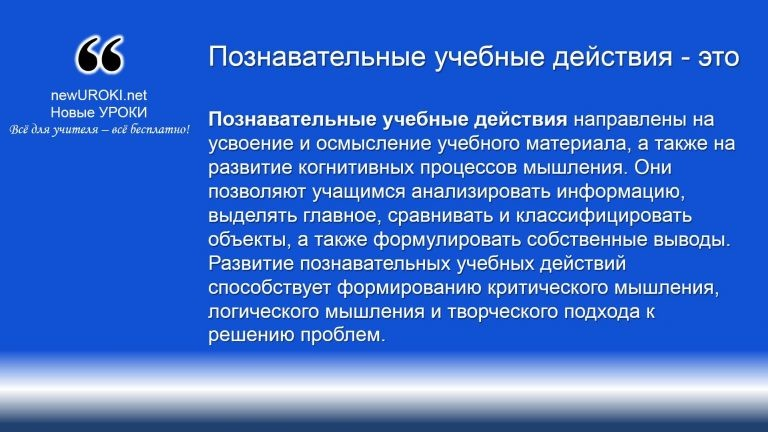 “
newUROKI.net
Новые УРОКИ
Всё для учителя – всё бесплатно!
Познавательные учебные действия - это
Познавательные учебные действия направлены на
усвоение и осмысление учебного материала, а также на
развитие когнитивных процессов мышления. Они
позволяют учащимся анализировать информацию,
выделять главное, сравнивать и классифицировать
объекты, а также формулировать собственные выводы.
Развитие познавательных учебных действий
способствует формированию критического мышления,
логического мышления и творческого подхода к
решению проблем.